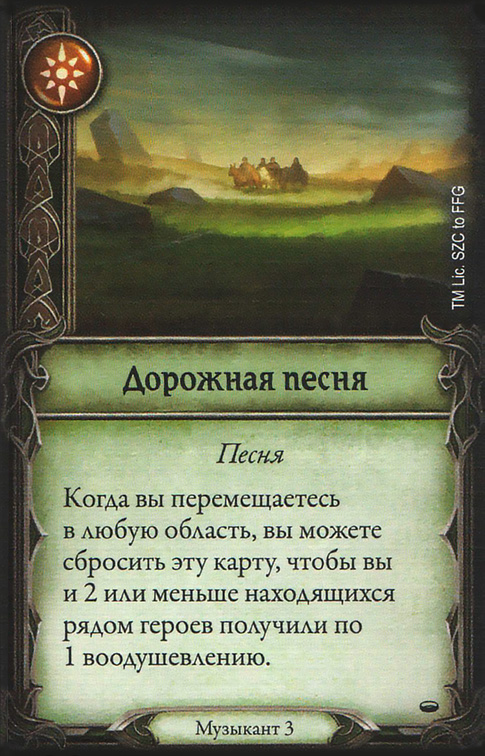 TM Lic. SZC to FFG
Дорожная песня
Песня
Когда вы перемещаетесь
в любую область, вы можете
сбросить эту карту, чтобы вы
и 2 или меньше находящихся
рядом героев получили по
1 воодушевлению.
Музыкант 3